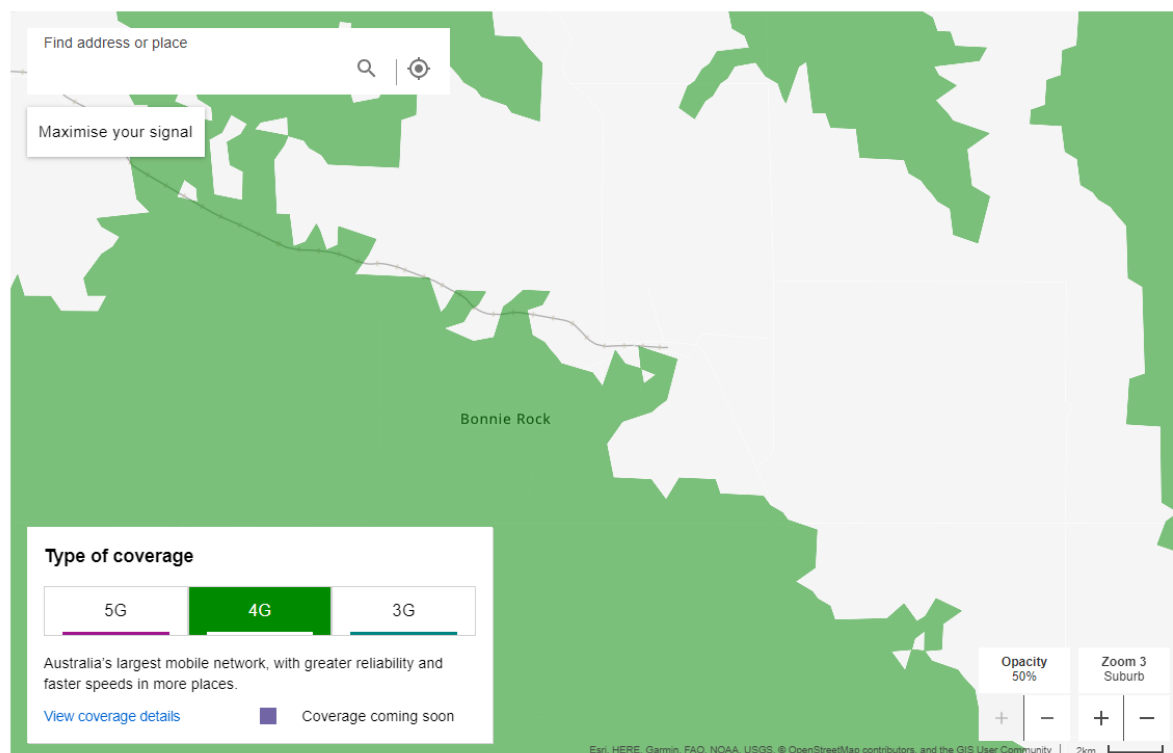 Find address or place
Maximise your signal
Bonnie Rock
Type of coverage
5G 4G 3G
Australia's largest mobile network, with greater reliability and
faster speeds in more places.
View coverage details Coverage coming soon
Opacity
50%
Zoom 3
Suburb
+ − + −
Esri, HERE, Garmin, FAO, NOAA, USGS, © OpenStreetMap contributors, and the GIS User Community | 2km